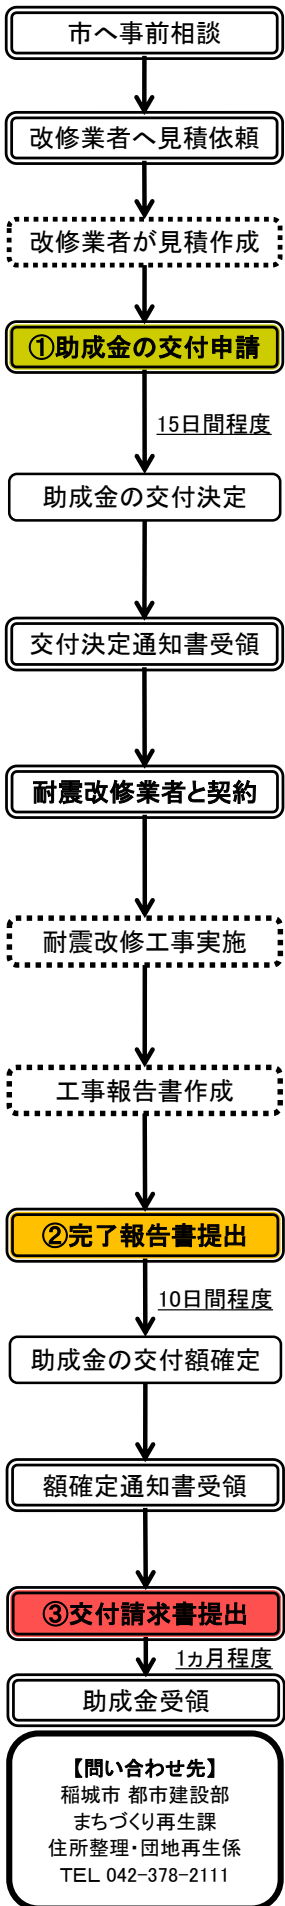 市へ事前相談
改修業者へ見積依頼
改修業者が見積作成
①助成金の交付申請
15日間程度
助成金の交付決定
交付決定通知書受領
耐震改修業者と契約
耐震改修工事実施
工事報告書作成
②完了報告書提出
10日間程度
助成金の交付額確定
額確定通知書受領
③交付請求書提出
1ヵ月程度
助成金受領
【問い合わせ先】
稲城市 都市建設部
まちづくり再生課
住所整理・団地再生係
TEL 042-378-2111